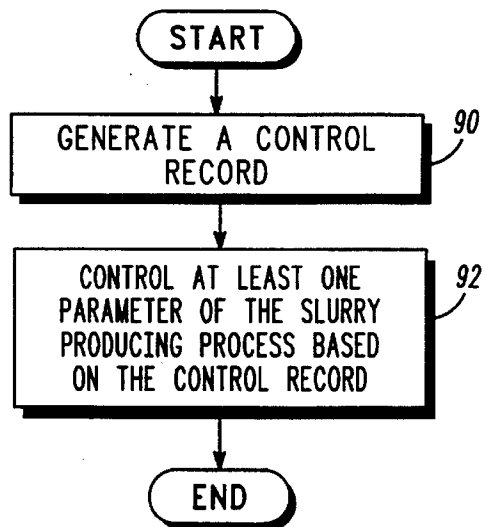 START
GENERATE A CONTROL
RECORD
90
CONTROL AT LEAST ONE
PARAMETER OF THE SLURRY
PRODUCING PROCESS BASED
ON THE CONTROL RECORD
92
END